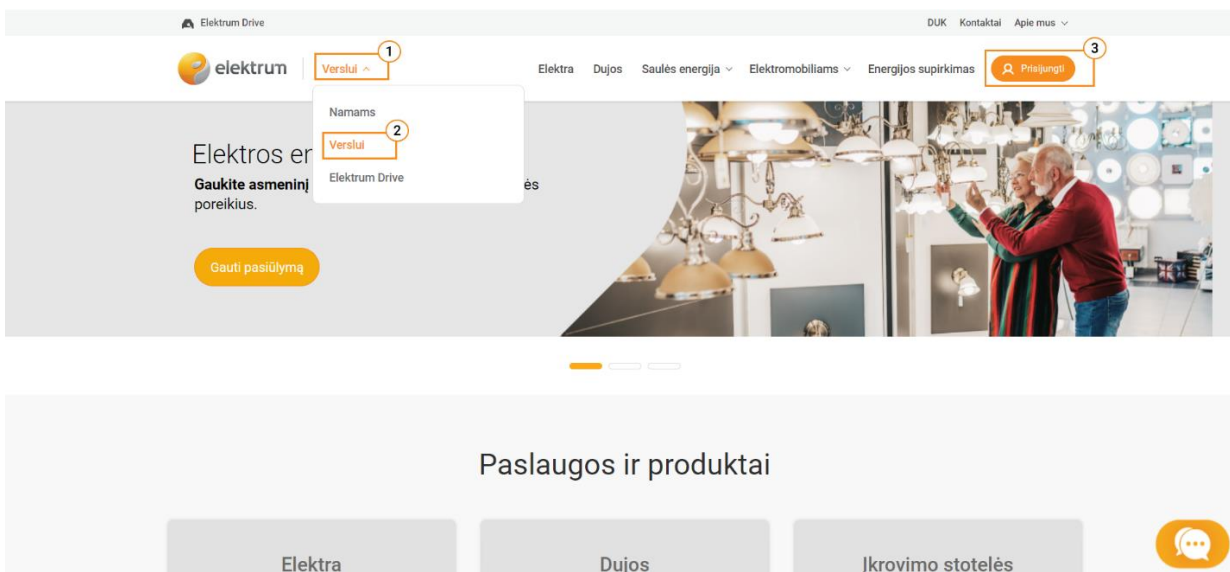 Elektrum Drive
DUK Kontaktai Apie mus
1
3
elektrum Verslui Elektra Dujos Saulės energija Elektromobiliams Energijos supirkimas Prisijungti
Namams
2
Verslui
Elektrum Drive
Elektros er
Gaukite asmeninį ės
poreikius.
Gauti pasiūlymą
Paslaugos ir produktai
Elektra Dujos Įkrovimo stotelės